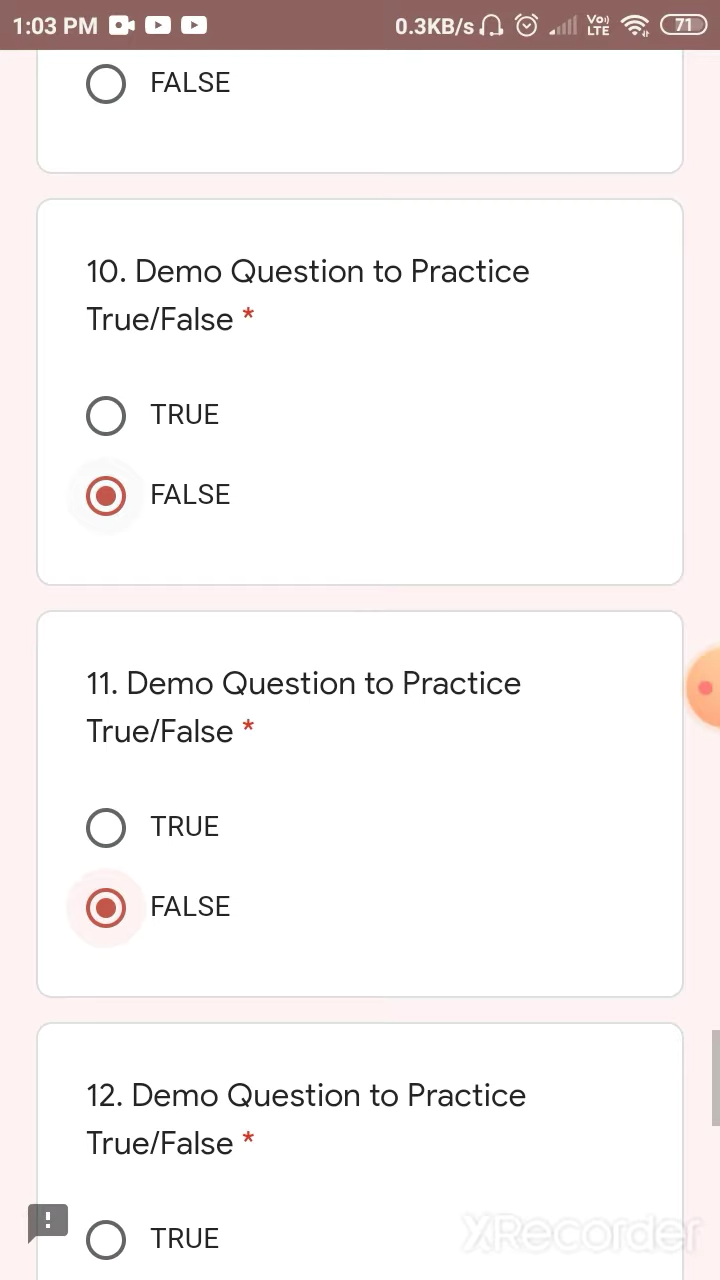 1:03 PM 0.3KB/s Vo) LTE 71
FALSE
10. Demo Question to Practice
True/False *
TRUE
FALSE
11. Demo Question to Practice
True/False *
TRUE
FALSE
12. Demo Question to Practice
True/False *
!
TRUE
XRecorder